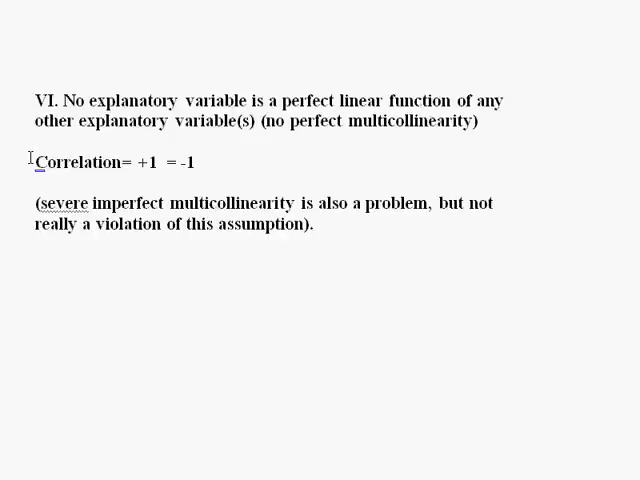 VI. No explanatory variable is a perfect linear function of any
other explanatory variable(s) (no perfect multicollinearity)
Correlation= +1 = -1
(severe imperfect multicollinearity is also a problem, but not
really a violation of this assumption).